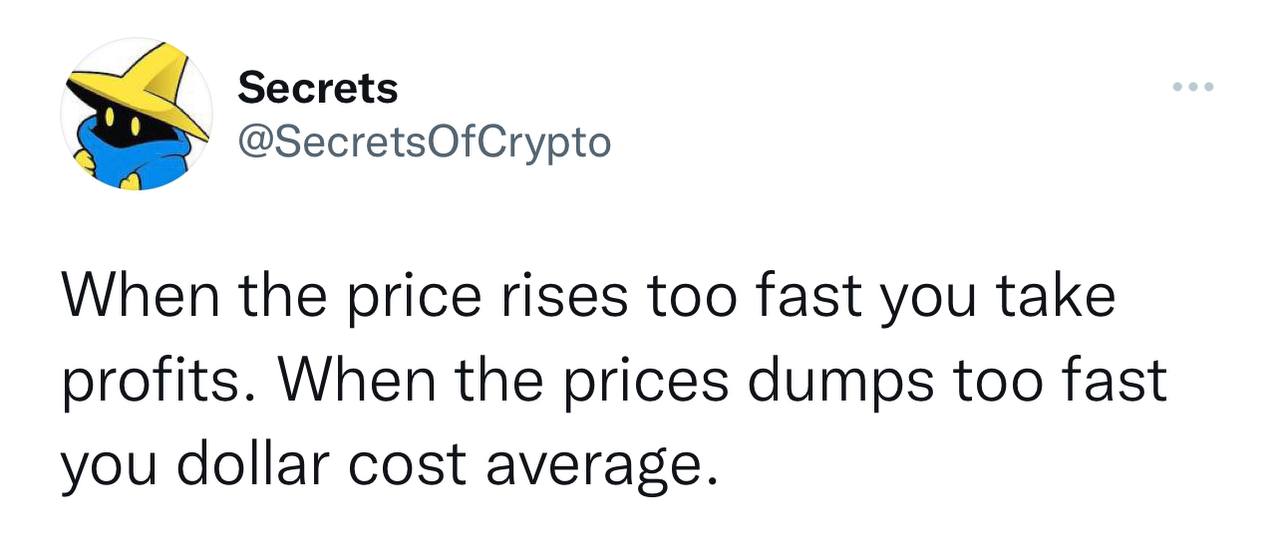 Secrets
@SecretsOfCrypto
When the price rises too fast you take
profits. When the prices dumps too fast
you dollar cost average.